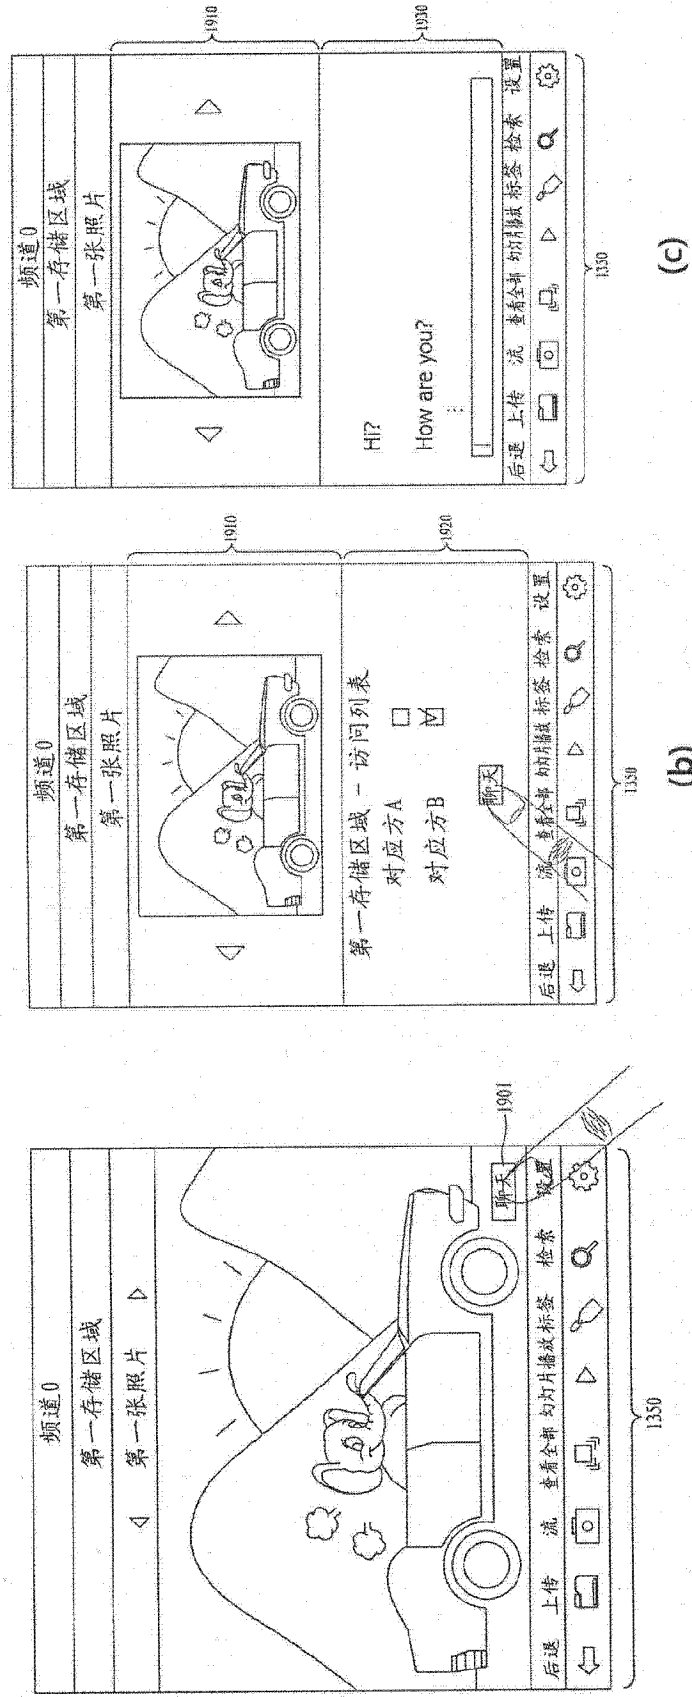 频道0
第一存储区域
第一张照片
聊天
1901
后退 上传 流 查看全部 幻灯片播放 标签 检索 设置
1350
频道0
第一存储区域
第一张照片
1910
第一存储区域 - 访问列表
对应方A
对应方B
聊天
1920
后退 上传 流 查看全部 幻灯片播放 标签 检索 设置
1350
(b)
频道0
第一存储区域
第一张照片
1910
Hi?
How are you?
:
1930
后退 上传 流 查看全部 幻灯片播放 标签 检索 设置
1350
(c)